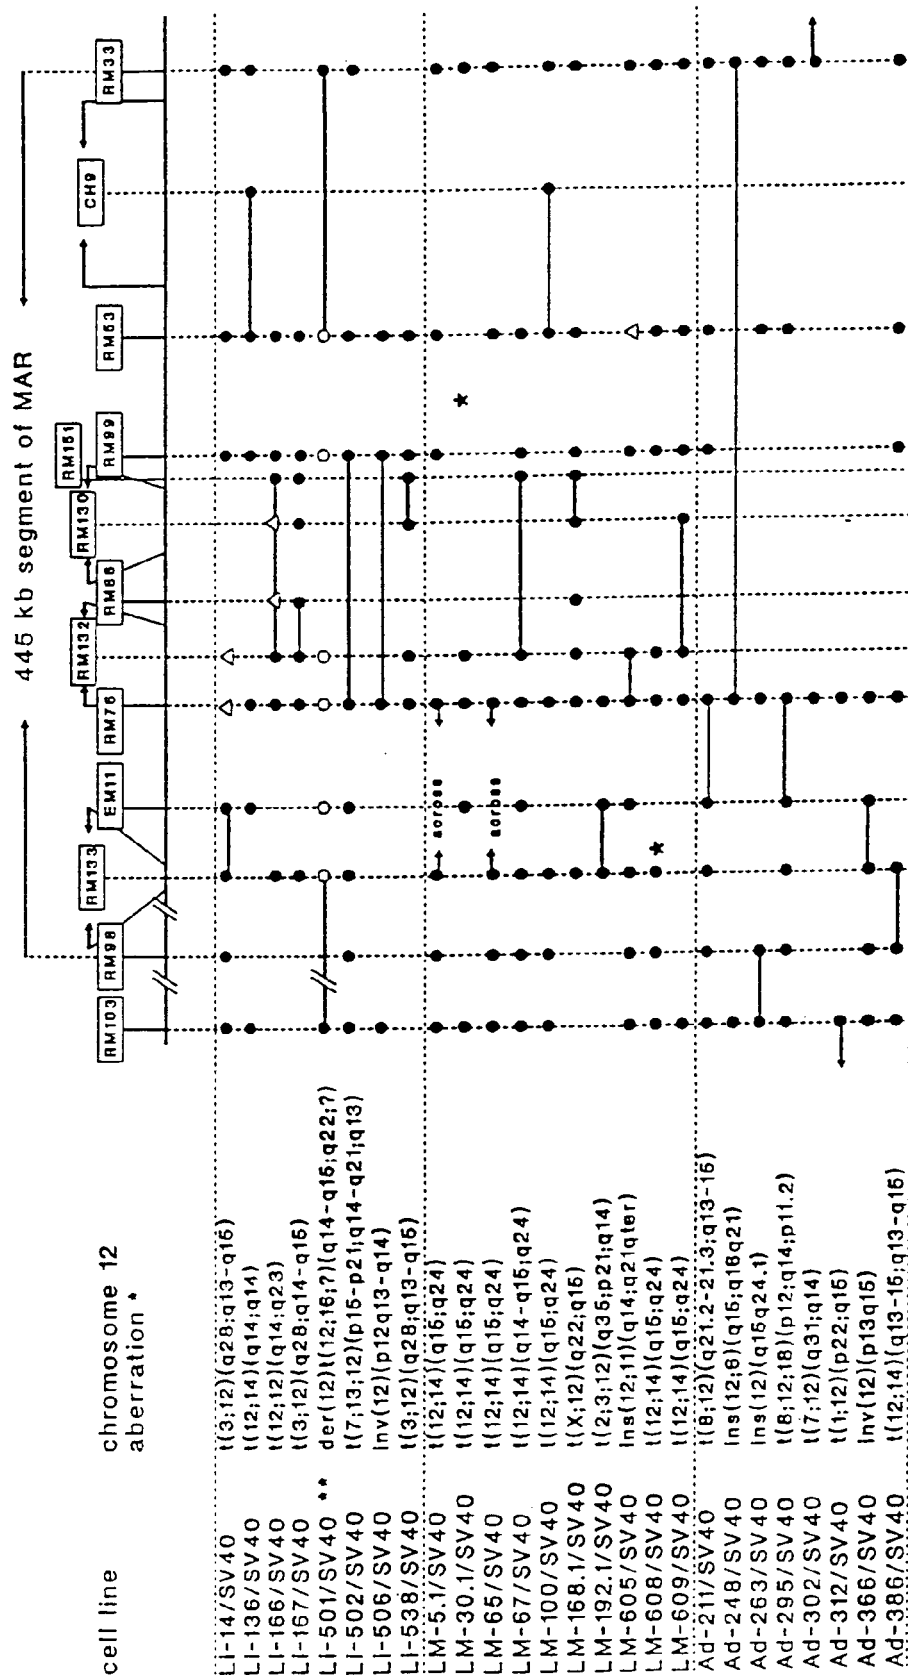 445 kb segment of MAR
RM103
RM98
RM133
EM11
RM76
RM132
RM66
RM130
RM151
RM99
RM53
CH9
RM33
cell line
chromosome 12 aberration *
LI-14/SV40 t(3;12)(q28;q13-q15)
LI-136/SV40 t(12;14)(q14;q14)
LI-166/SV40 t(12;12)(q14;q23)
LI-167/SV40 t(3;12)(q28;q14-q15)
LI-501/SV40 ** der(12)t(12;16;?)(q14-q15;q22;?)
LI-502/SV40 t(7;13;12)(p15-p21;q14-q21;q13)
LI-506/SV40 inv(12)(p12q13-q14)
LI-538/SV40 t(3;12)(q28;q13-q15)
LM-5.1/SV40 t(12;14)(q15;q24) across
LM-30.1/SV40 t(12;14)(q15;q24) *
LM-65/SV40 t(12;14)(q15;q24) across
LM-67/SV40 t(12;14)(q14-q15;q24)
LM-100/SV40 t(12;14)(q15;q24)
LM-168.1/SV40 t(X;12)(q22;q15)
LM-192.1/SV40 t(2;3;12)(q35;p21;q14)
LM-605/SV40 ins(12;11)(q14;q21qter)
LM-608/SV40 t(12;14)(q15;q24) *
LM-609/SV40 t(12;14)(q15;q24)
Ad-211/SV40 t(8;12)(q21.2-21.3;q13-15)
Ad-248/SV40 ins(12;6)(q15;q16q21)
Ad-263/SV40 ins(12)(q15q24.1)
Ad-295/SV40 t(8;12;18)(p12;q14;p11.2)
Ad-302/SV40 t(7;12)(q31;q14)
Ad-312/SV40 t(1;12)(p22;q15)
Ad-366/SV40 inv(12)(p13q15)
Ad-386/SV40 t(12;14)(q13-q15;q13-q15)